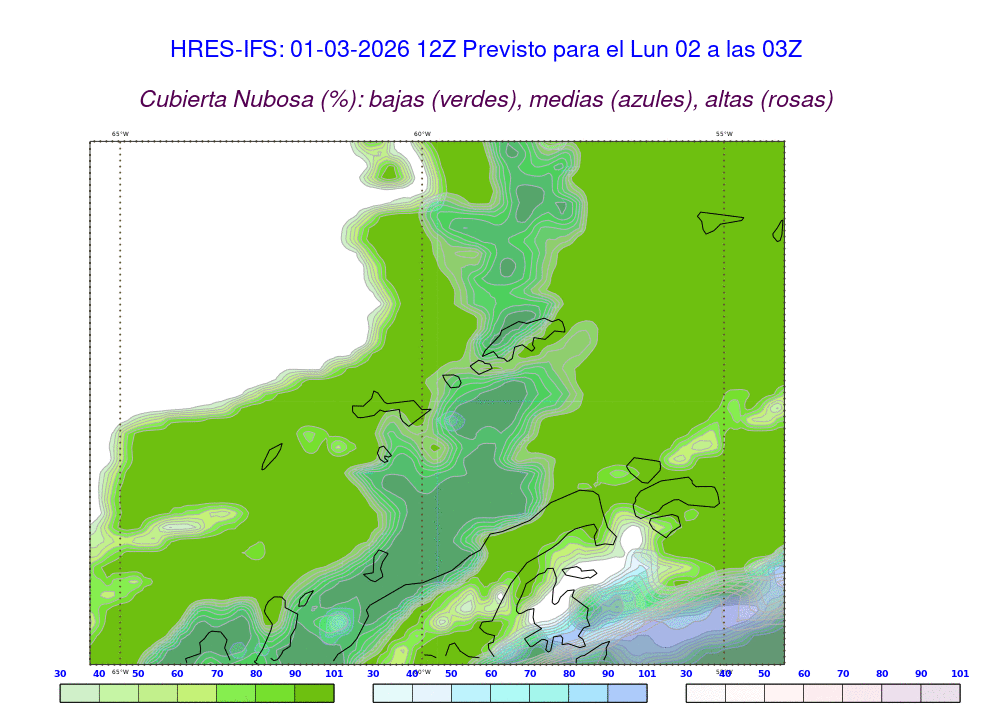 HRES-IFS: 01-03-2026 12Z Previsto para el Lun 02 a las 03Z
Cubierta Nubosa (%): bajas (verdes), medias (azules), altas (rosas)
65°W 60°W 55°W
65°W 60°W
30 40 50 60 70 80 90 101 30 40 50 60 70 80 90 101 30 40 50 60 70 80 90 101